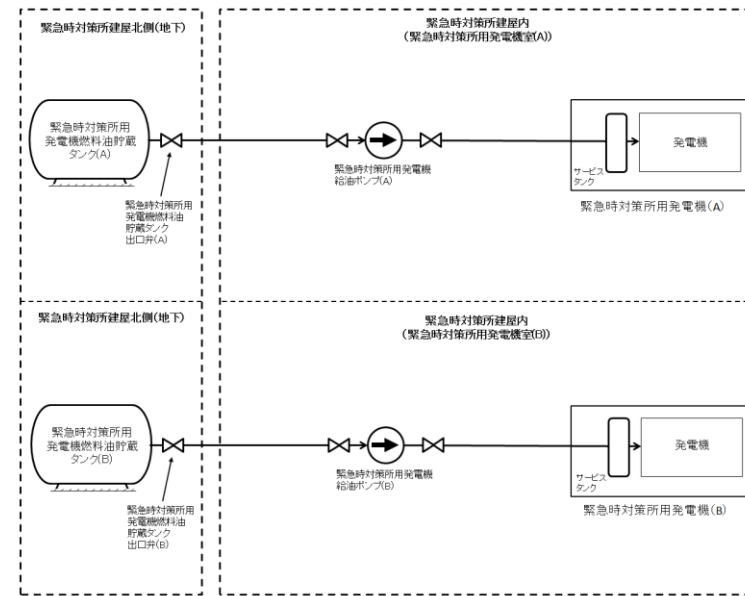 緊急時対策所建屋北側(地下)
緊急時対策所建屋内
(緊急時対策所用発電機室(A))
緊急時対策所用
発電機燃料油貯蔵
タンク(A)
緊急時対策所用
発電機燃料油
貯蔵タンク
出口弁(A)
緊急時対策所用発電機
給油ポンプ(A)
サービス
タンク
発電機
緊急時対策所用発電機(A)
緊急時対策所建屋北側(地下)
緊急時対策所建屋内
(緊急時対策所用発電機室(B))
緊急時対策所用
発電機燃料油貯蔵
タンク(B)
緊急時対策所用
発電機燃料油
貯蔵タンク
出口弁(B)
緊急時対策所用発電機
給油ポンプ(B)
サービス
タンク
発電機
緊急時対策所用発電機(B)